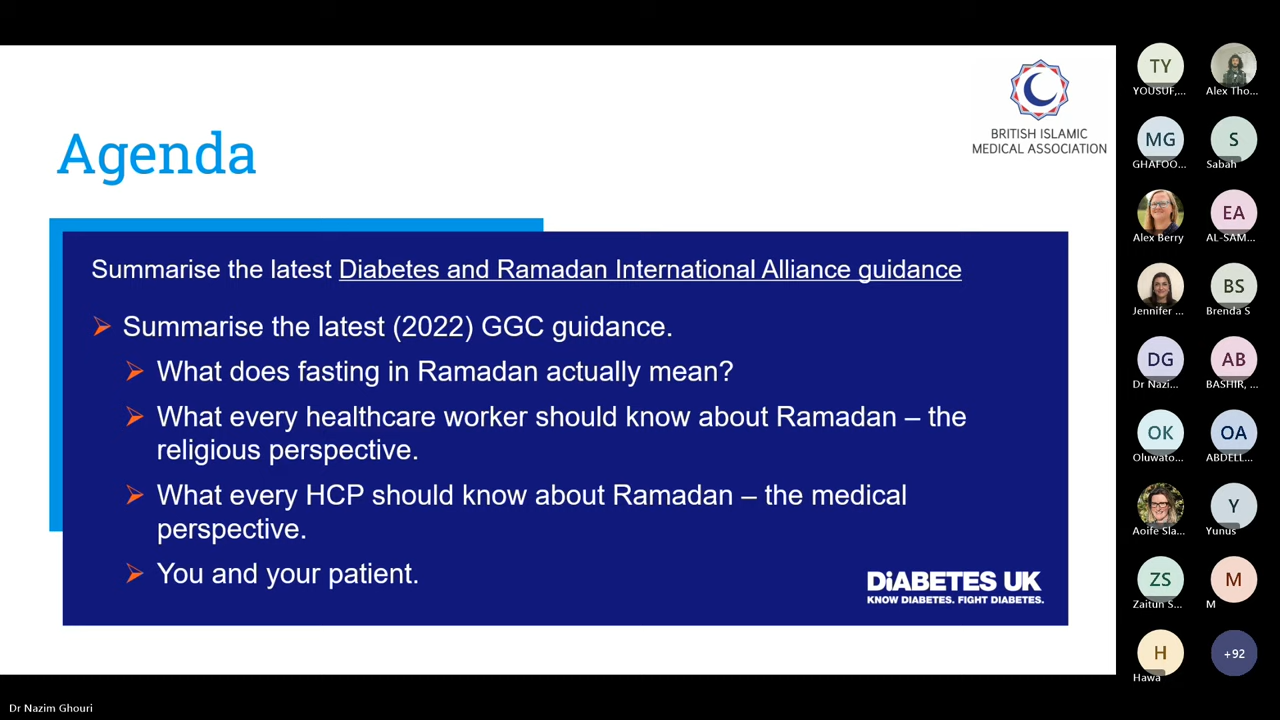 BRITISH ISLAMIC
MEDICAL ASSOCIATION
Agenda
Summarise the latest Diabetes and Ramadan International Alliance guidance
Summarise the latest (2022) GGC guidance.
What does fasting in Ramadan actually mean?
What every healthcare worker should know about Ramadan – the
religious perspective.
What every HCP should know about Ramadan – the medical
perspective.
You and your patient.
DiABETES UK
KNOW DIABETES. FIGHT DIABETES.
TY
YOUSUF,...
Alex Tho...
MG
GHAFOO...
S
Sabah
Alex Berry
EA
AL-SAM...
Jennifer ...
BS
Brenda S
DG
Dr Nazi...
AB
BASHIR, ...
OK
Oluwato...
OA
ABDELL...
Aoife Sla...
Y
Yunus
ZS
Zaitun S...
M
M
H
Hawa
+92
Dr Nazim Ghouri